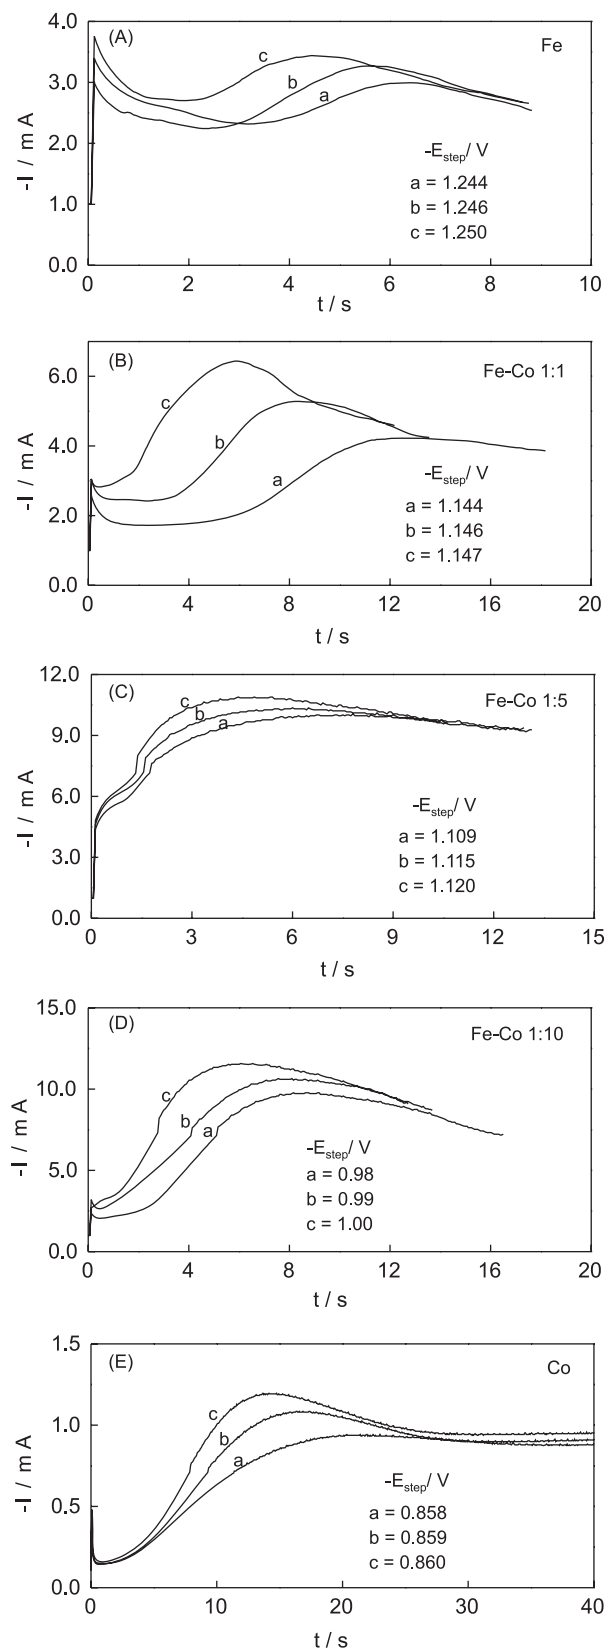 (A)
Fe
4.0
3.0
2.0
1.0
0.0
-I / m A
c
b
a
-Estep/ V
a = 1.244
b = 1.246
c = 1.250
0 2 4 6 8 10
t / s
(B)
Fe-Co 1:1
6.0
4.0
2.0
0.0
-I / m A
c
b
a
-Estep/ V
a = 1.144
b = 1.146
c = 1.147
0 4 8 12 16 20
t / s
(C)
Fe-Co 1:5
12.0
9.0
6.0
3.0
0.0
-I / m A
c
b
a
-Estep/ V
a = 1.109
b = 1.115
c = 1.120
0 3 6 9 12 15
t / s
(D)
Fe-Co 1:10
15.0
10.0
5.0
0.0
-I / m A
c
b
a
-Estep/ V
a = 0.98
b = 0.99
c = 1.00
0 4 8 12 16 20
t / s
(E)
Co
1.5
1.0
0.5
0.0
-I / m A
c
b
a
-Estep/ V
a = 0.858
b = 0.859
c = 0.860
0 10 20 30 40
t / s